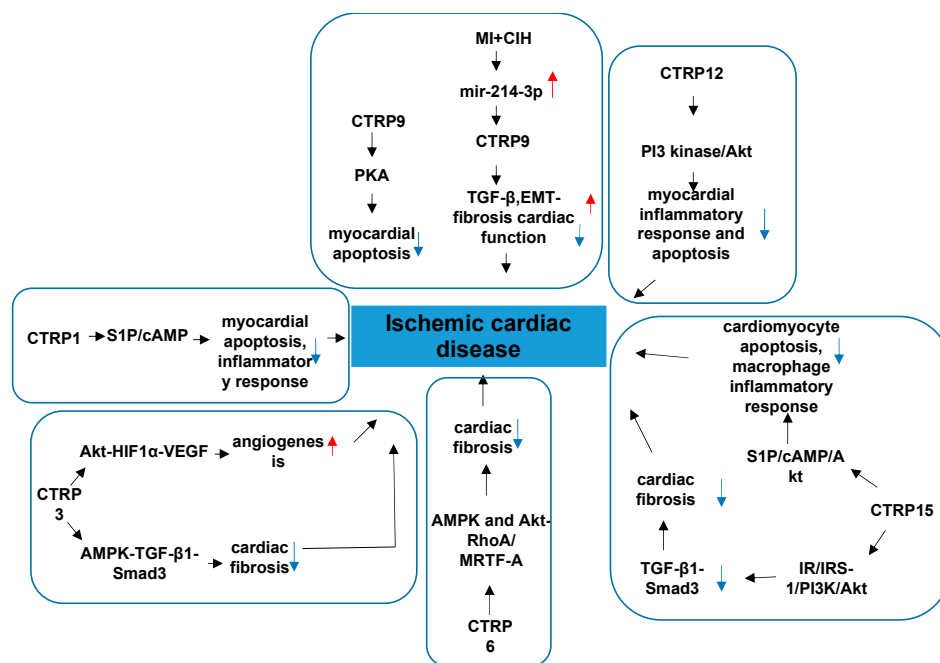 MI+CIH
mir-214-3p
CTRP9
TGF-β,EMT-
fibrosis cardiac
function
CTRP9
PKA
myocardial
apoptosis
CTRP12
PI3 kinase/Akt
myocardial
inflammatory
response and
apoptosis
CTRP1
S1P/cAMP
myocardial
apoptosis,
inflammator
y response
Ischemic cardiac
disease
cardiomyocyte
apoptosis,
macrophage
inflammatory
response
S1P/cAMP/A
kt
CTRP15
IR/IRS-
1/PI3K/Akt
TGF-β1-
Smad3
cardiac
fibrosis
Akt-HIF1α-VEGF
angiogenes
is
CTRP
3
AMPK-TGF-β1-
Smad3
cardiac
fibrosis
cardiac
fibrosis
AMPK and Akt-
RhoA/
MRTF-A
CTRP
6